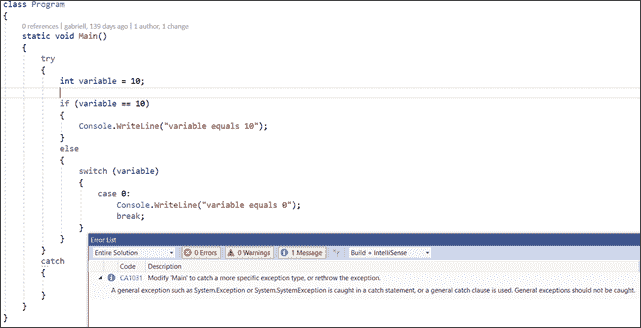 class Program
{
0 references | gabriell, 139 days ago | 1 author, 1 change
static void Main()
{
try
{
int variable = 10;
if (variable == 10)
{
Console.WriteLine("variable equals 10");
}
else
{
switch (variable)
{
case 0:
Console.WriteLine("variable equals 0");
break;
}
}
}
catch
{
}
}
}
Error List
Entire Solution 0 Errors 0 Warnings 1 Message Build + IntelliSense
Code Description
CA1031 Modify 'Main' to catch a more specific exception type, or rethrow the exception.
A general exception such as System.Exception or System.SystemException is caught in a catch statement, or a general catch clause is used. General exceptions should not be caught.